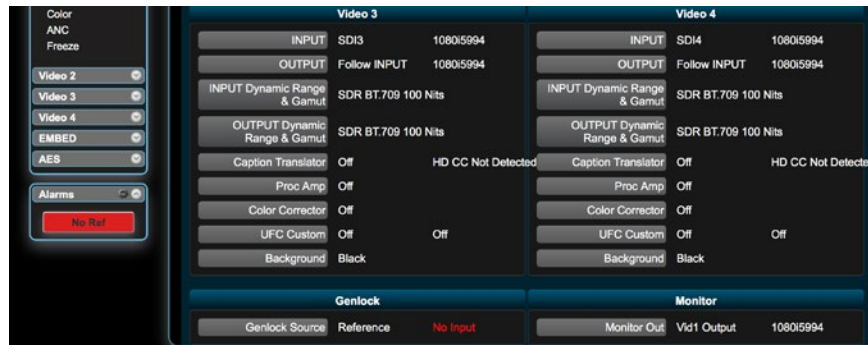 Color
ANC
Freeze
Video 2
Video 3
Video 4
EMBED
AES
Alarms
No Ref
Video 3
INPUT SDI3 1080i5994
OUTPUT Follow INPUT 1080i5994
INPUT Dynamic Range
& Gamut SDR BT.709 100 Nits
OUTPUT Dynamic
Range & Gamut SDR BT.709 100 Nits
Caption Translator Off HD CC Not Detected
Proc Amp Off
Color Corrector Off
UFC Custom Off Off
Background Black
Video 4
INPUT SDI4 1080i5994
OUTPUT Follow INPUT 1080i5994
INPUT Dynamic Range
& Gamut SDR BT.709 100 Nits
OUTPUT Dynamic
Range & Gamut SDR BT.709 100 Nits
Caption Translator Off HD CC Not Detecte
Proc Amp Off
Color Corrector Off
UFC Custom Off Off
Background Black
Genlock
Genlock Source Reference No Input
Monitor
Monitor Out Vid1 Output 1080i5994